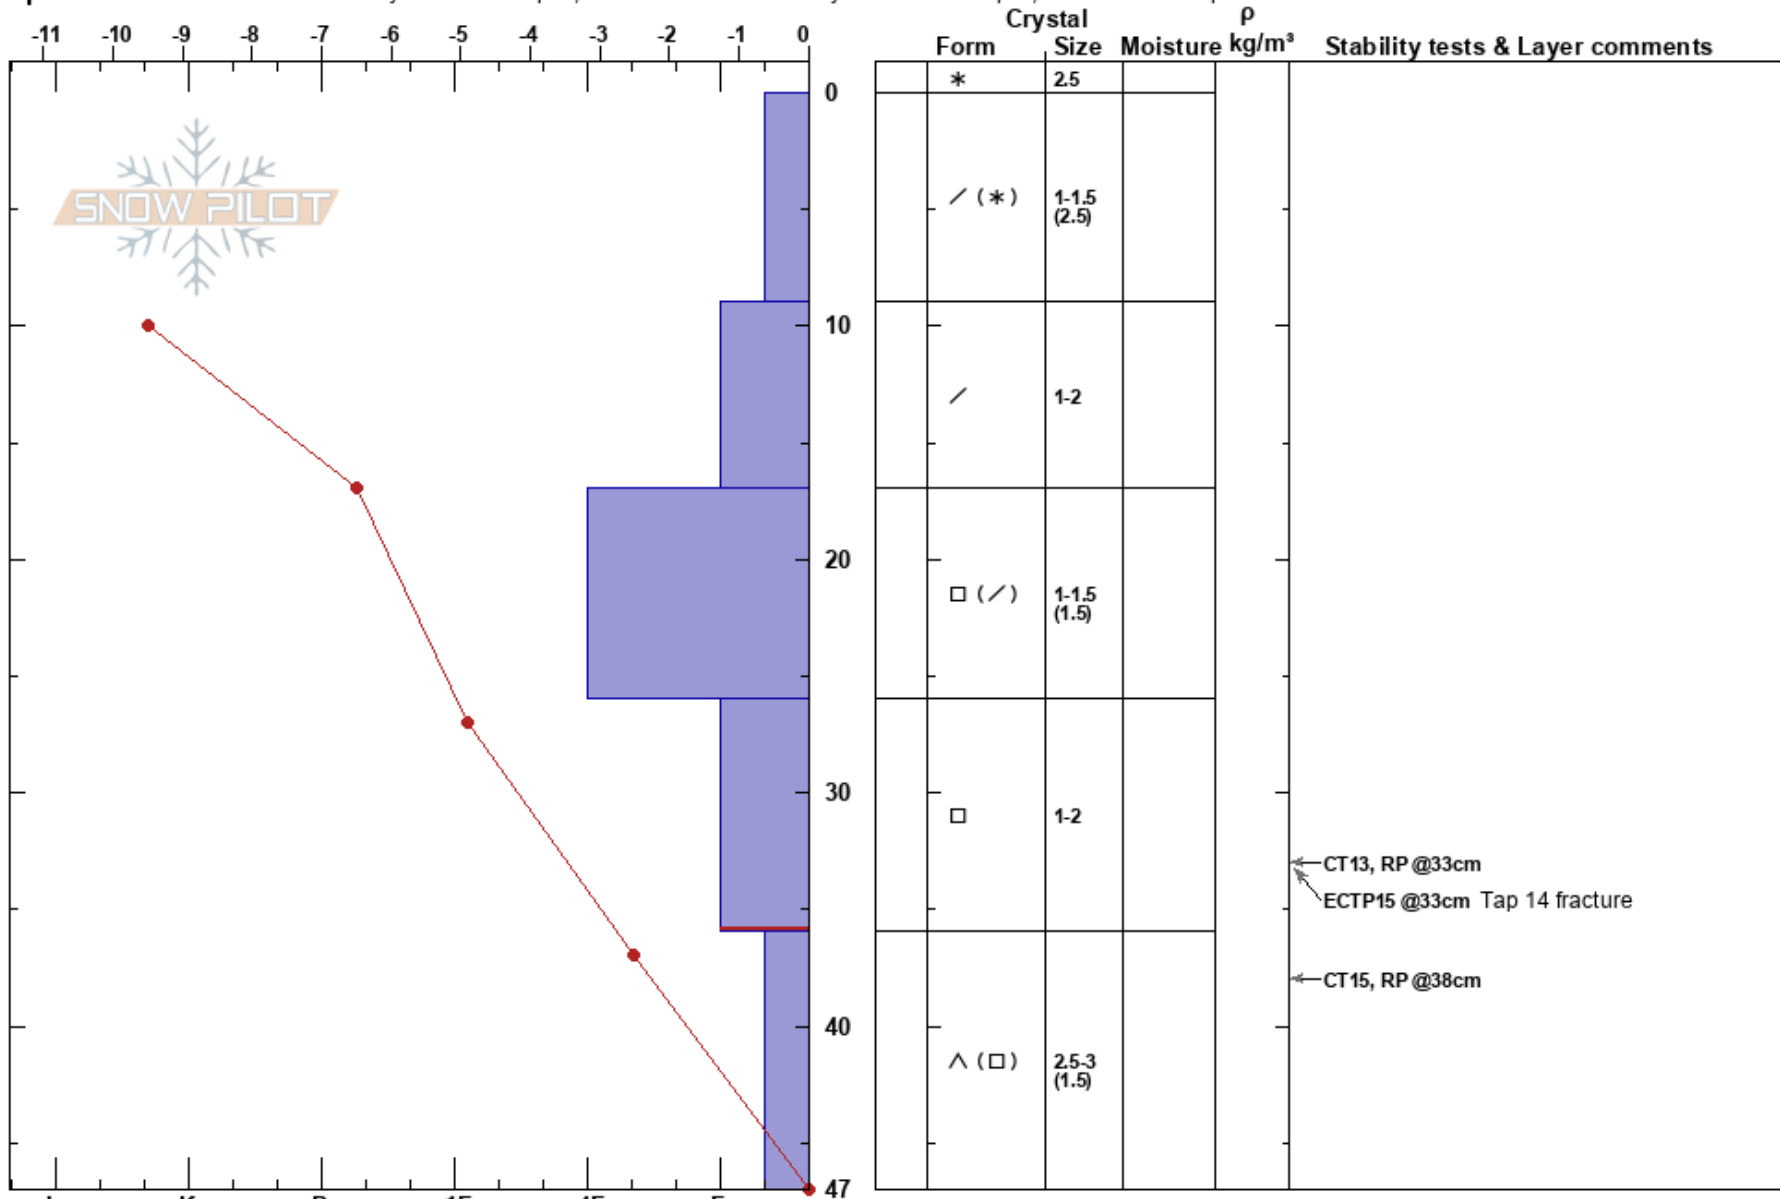 Crystal ρ
-11 -10 -9 -8 -7 -6 -5 -4 -3 -2 -1 0
Form Size Moisture kg/m³ Stability tests & Layer comments
* 2.5
0
SNOW PILOT
/ (*) 1-1.5
(2.5)
10
/ 1-2
20
□ (/) 1-1.5
(1.5)
30
□ 1-2
CT13, RP @33cm
ECTP15 @33cm Tap 14 fracture
CT15, RP @38cm
40
∧ (□) 2.5-3
(1.5)
47